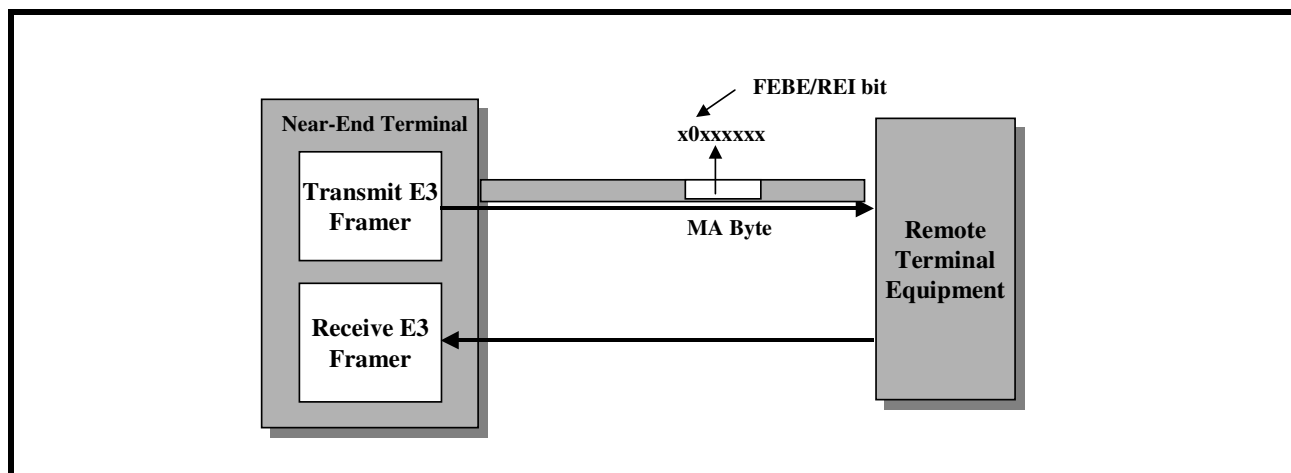 FEBE/REI bit
Near-End Terminal
x0xxxxxx
Transmit E3
Framer
MA Byte
Remote
Terminal
Equipment
Receive E3
Framer